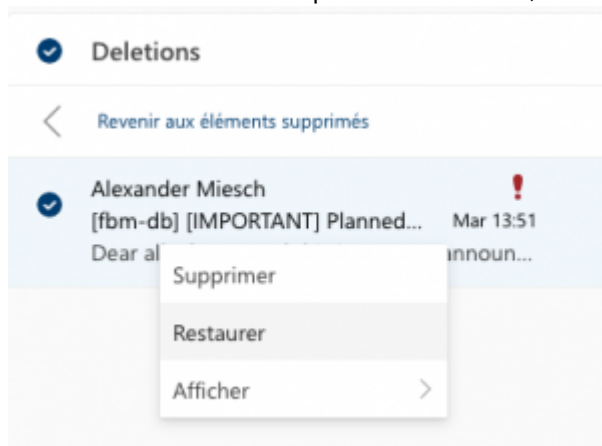 Deletions
Revenir aux éléments supprimés
Alexander Miesch
[fbm-db] [IMPORTANT] Planned... Mar 13:51
Dear al announ...
Supprimer
Restaurer
Afficher